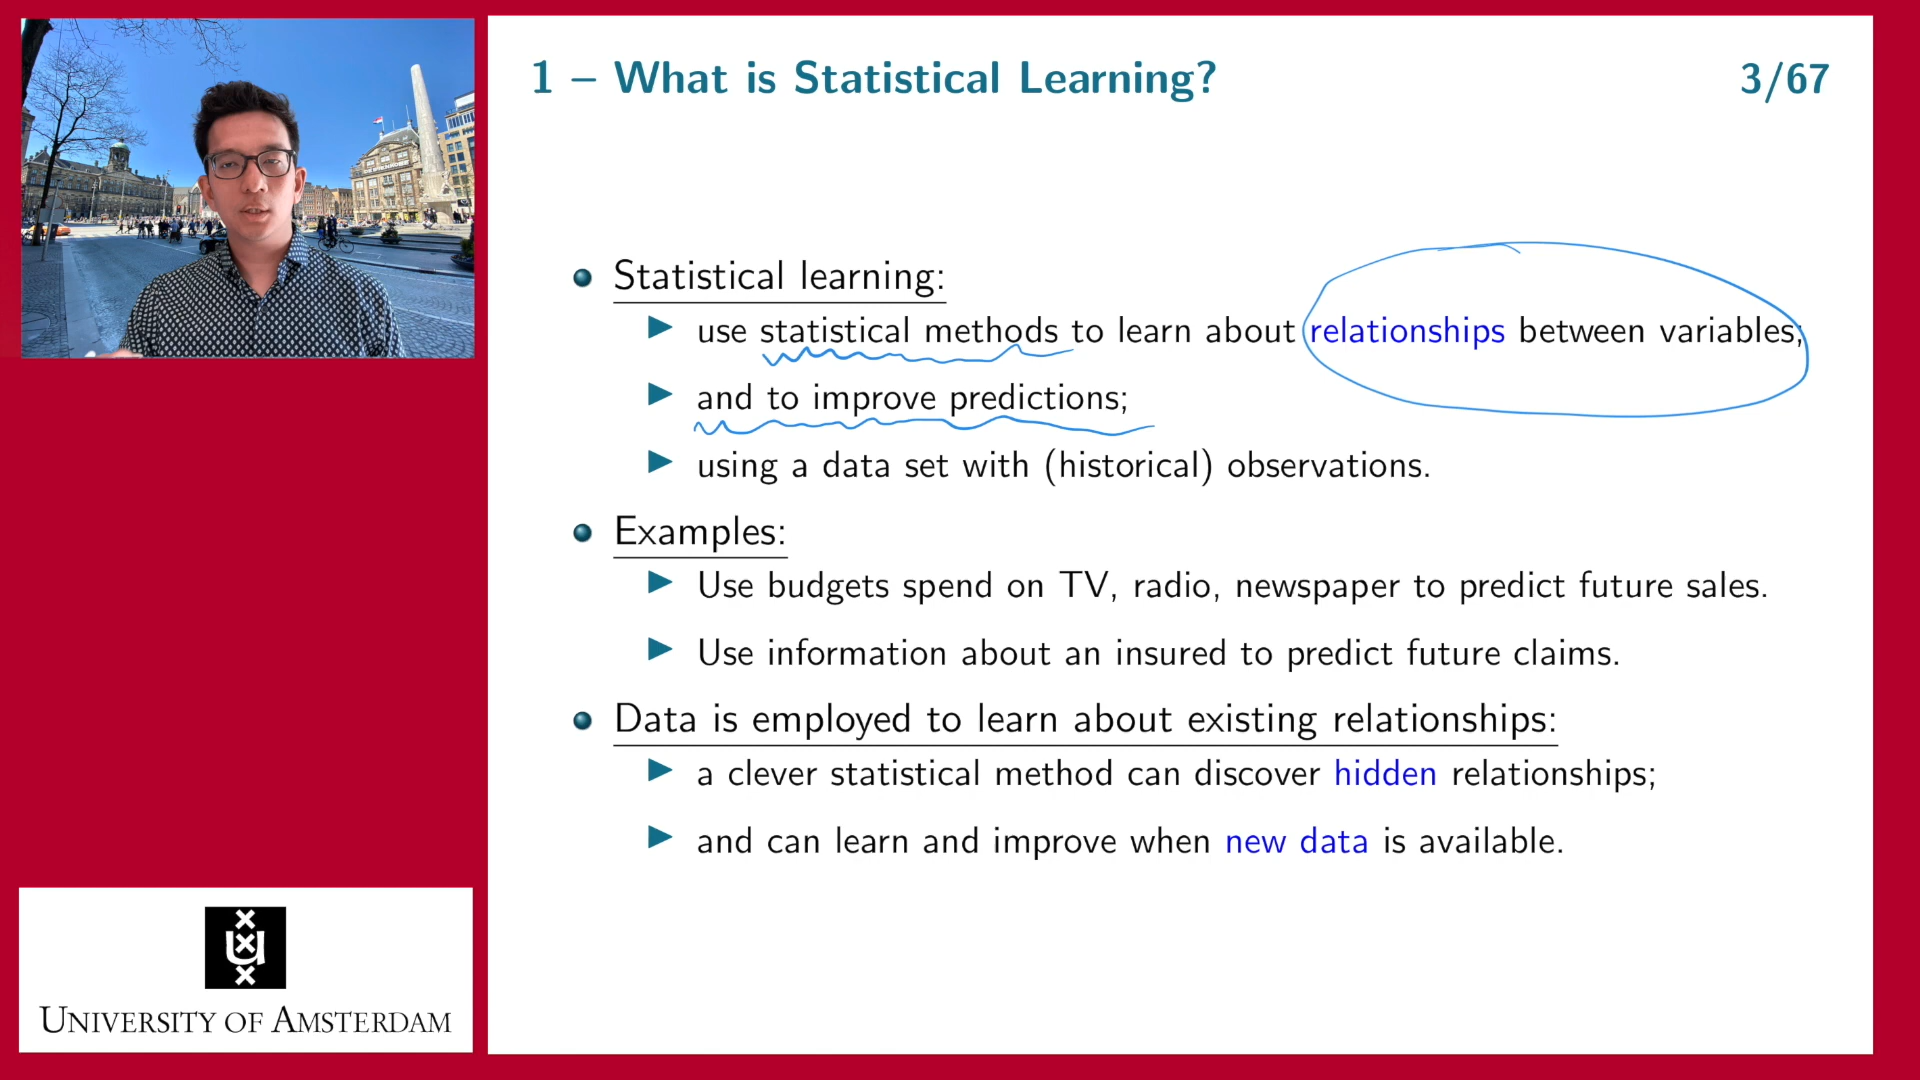 1 – What is Statistical Learning?
3/67
Statistical learning:
use statistical methods to learn about relationships between variables;
and to improve predictions;
using a data set with (historical) observations.
Examples:
Use budgets spend on TV, radio, newspaper to predict future sales.
Use information about an insured to predict future claims.
Data is employed to learn about existing relationships:
a clever statistical method can discover hidden relationships;
and can learn and improve when new data is available.
UNIVERSITY OF AMSTERDAM